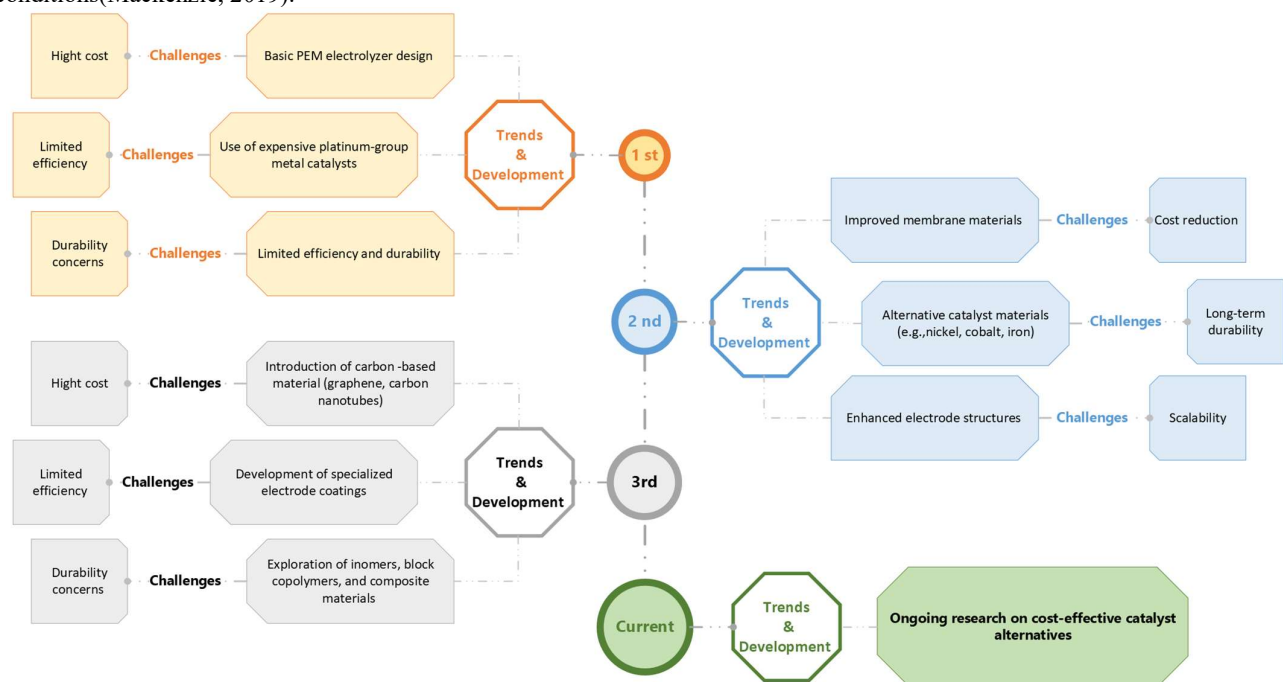 conditions(Mackenzie, 2019).
Hight cost
Challenges
Basic PEM electrolyzer design
Limited
efficiency
Challenges
Use of expensive platinum-group
metal catalysts
Durability
concerns
Challenges
Limited efficiency and durability
Trends
&
Development
1 st
2 nd
Trends
&
Development
Improved membrane materials
Challenges
Cost reduction
Alternative catalyst materials
(e.g.,nickel, cobalt, iron)
Challenges
Long-term
durability
Enhanced electrode structures
Challenges
Scalability
Hight cost
Challenges
Introduction of carbon -based
material (graphene, carbon
nanotubes)
Limited
efficiency
Challenges
Development of specialized
electrode coatings
Durability
concerns
Challenges
Exploration of inomers, block
copolymers, and composite
materials
Trends
&
Development
3rd
Current
Trends
&
Development
Ongoing research on cost-effective catalyst
alternatives